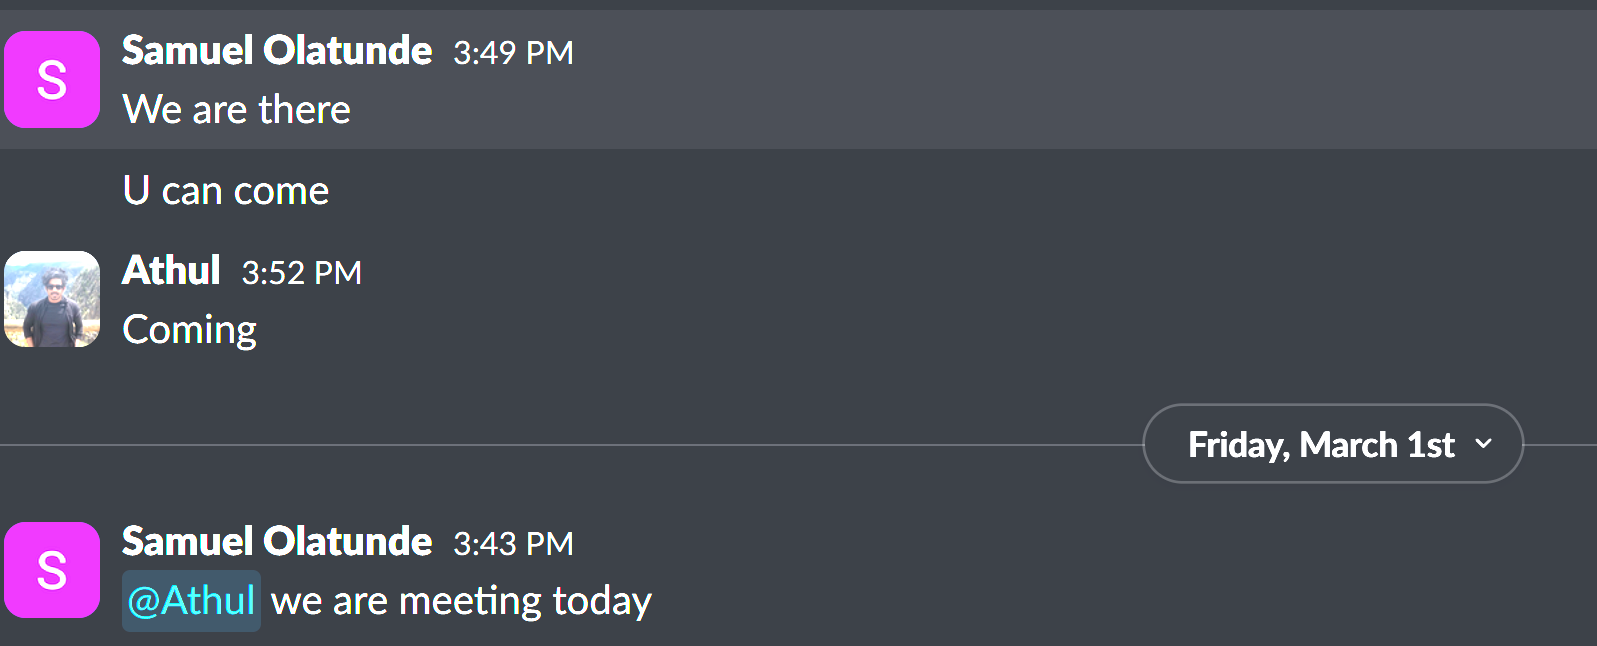 S
Samuel Olatunde 3:49 PM
We are there
U can come
Athul 3:52 PM
Coming
Friday, March 1st
S
Samuel Olatunde 3:43 PM
@Athul we are meeting today